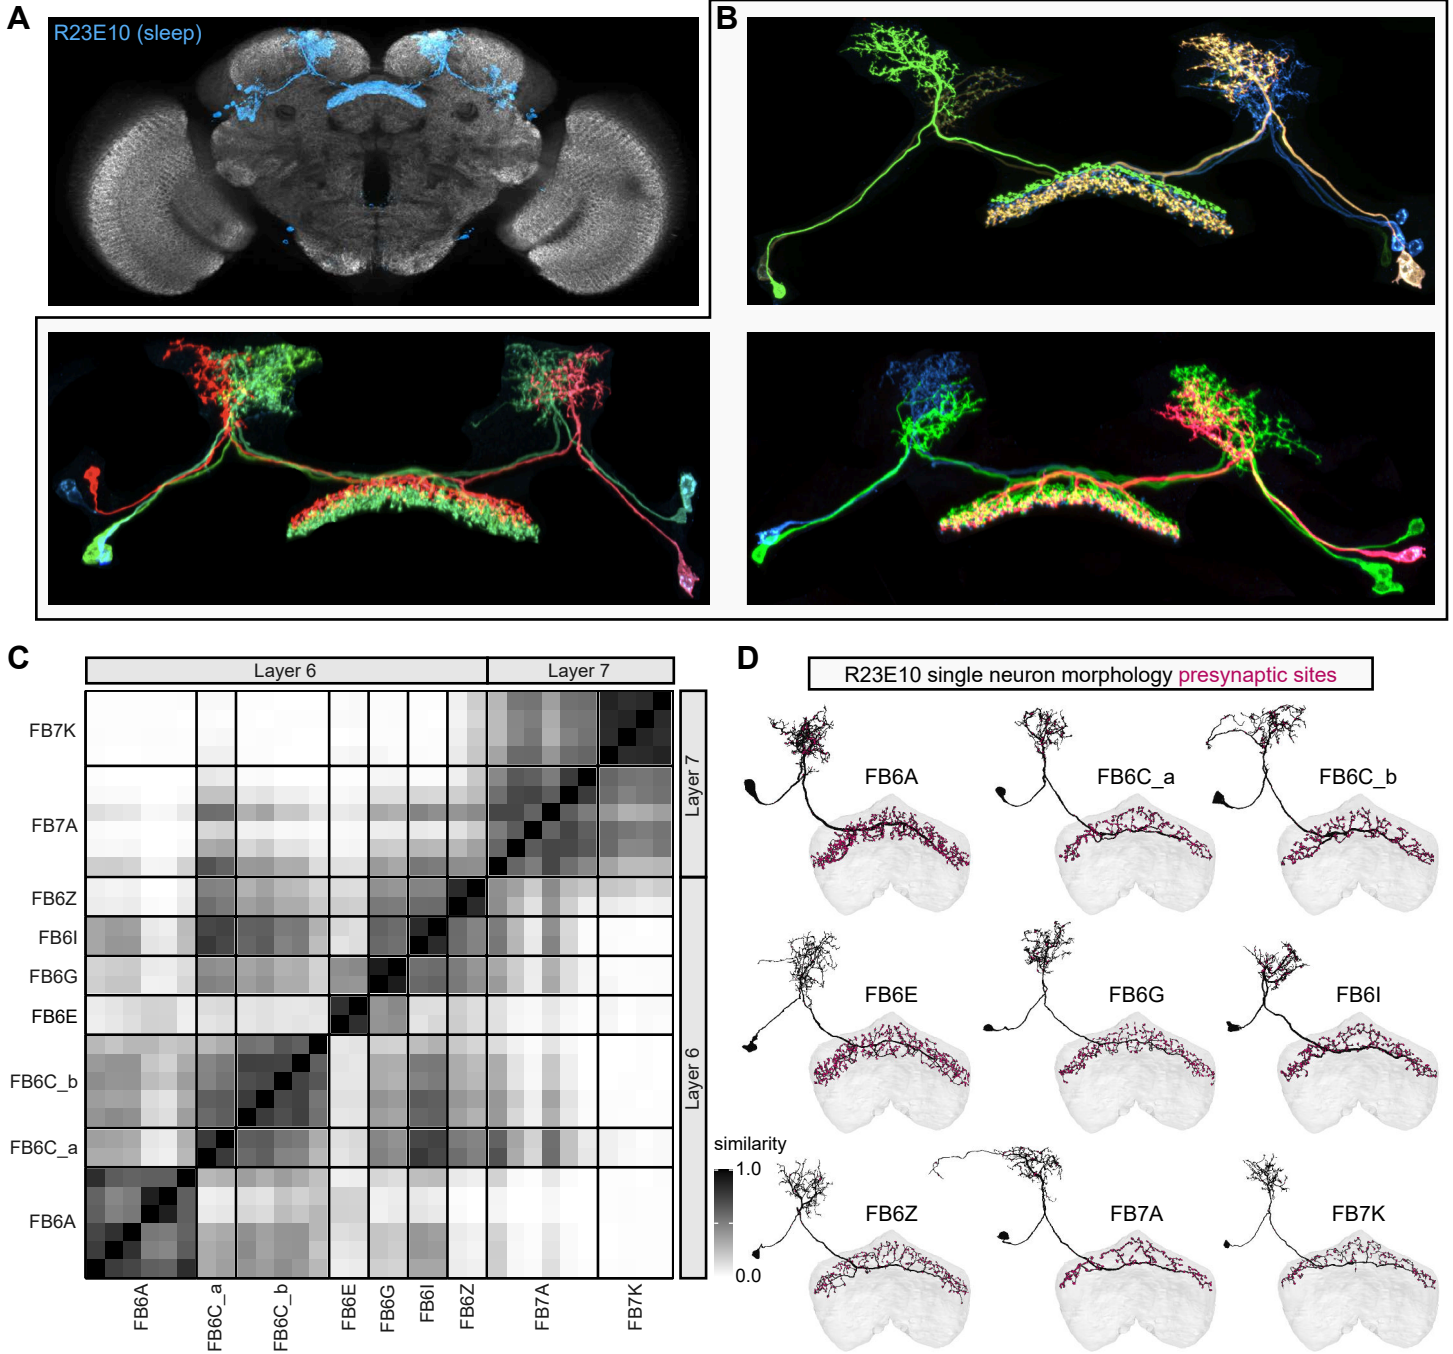 A
R23E10 (sleep)
B
C
Layer 6
Layer 7
FB7K
FB7A
FB6Z
FB6I
FB6G
FB6E
FB6C_b
FB6C_a
FB6A
Layer 7
Layer 6
FB6A
FB6C_a
FB6C_b
FB6E
FB6G
FB6I
FB6Z
FB7A
FB7K
similarity
1.0
0.0
D
R23E10 single neuron morphology presynaptic sites
FB6A
FB6C_a
FB6C_b
FB6E
FB6G
FB6I
FB6Z
FB7A
FB7K